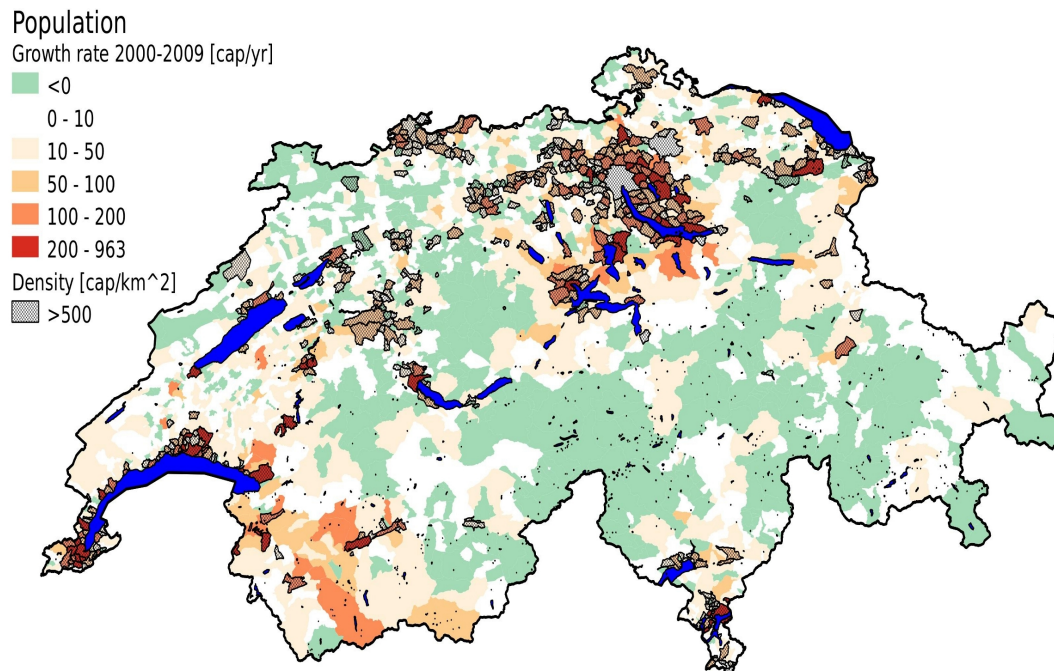 Population
Growth rate 2000-2009 [cap/yr]
<0
0 - 10
10 - 50
50 - 100
100 - 200
200 - 963
Density [cap/km^2]
>500